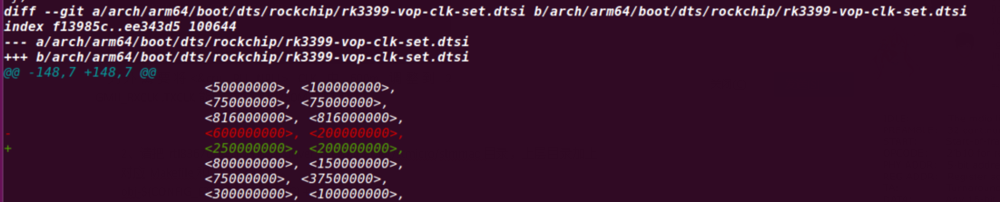 diff --git a/arch/arm64/boot/dts/rockchip/rk3399-vop-clk-set.dtsi b/arch/arm64/boot/dts/rockchip/rk3399-vop-clk-set.dtsi
index f13985c..ee343d5 100644
--- a/arch/arm64/boot/dts/rockchip/rk3399-vop-clk-set.dtsi
+++ b/arch/arm64/boot/dts/rockchip/rk3399-vop-clk-set.dtsi
@@ -148,7 +148,7 @@
<50000000>, <100000000>,
<75000000>, <75000000>,
<816000000>, <816000000>,
- <600000000>, <200000000>,
+ <250000000>, <200000000>,
<800000000>, <150000000>,
<75000000>, <37500000>,
<300000000>, <100000000>,